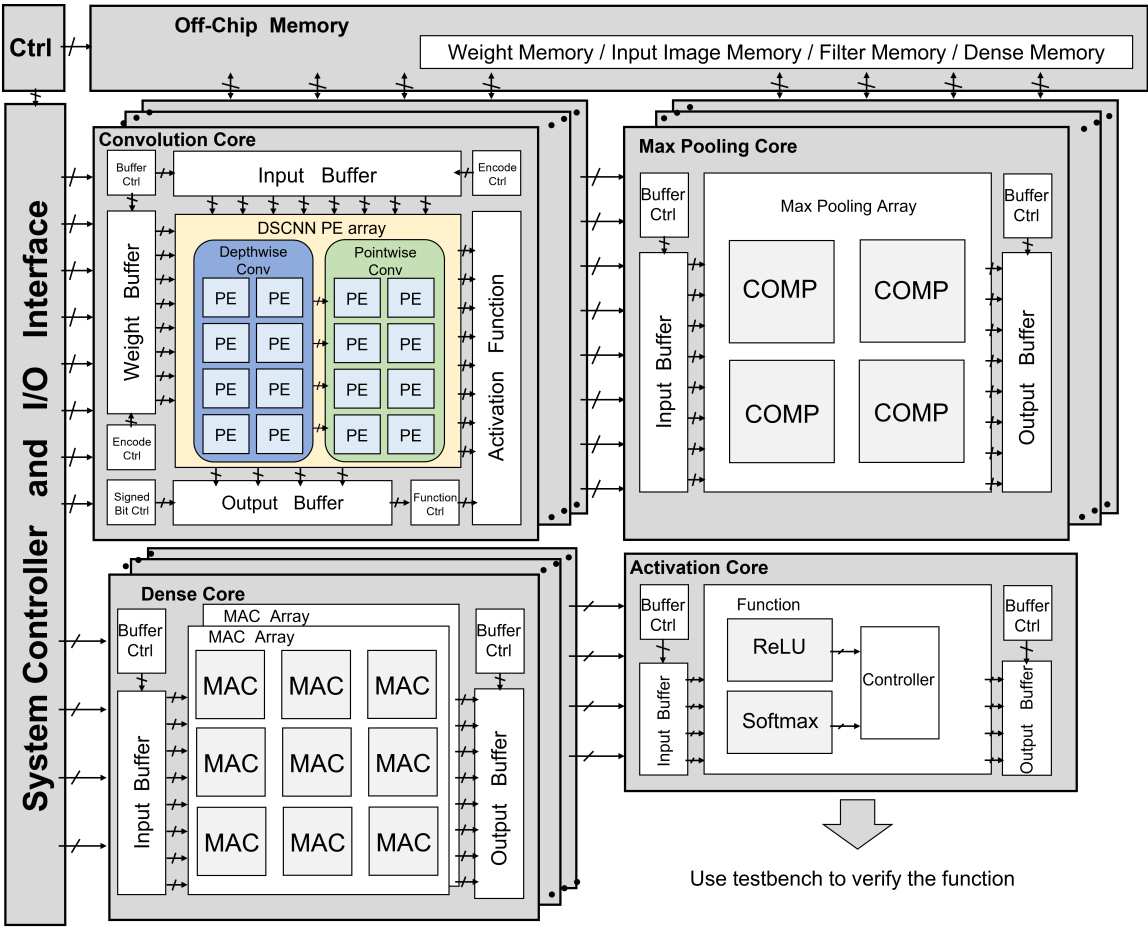 Ctrl
Off-Chip Memory
Weight Memory / Input Image Memory / Filter Memory / Dense Memory
System Controller and I/O Interface
Convolution Core
Buffer
Ctrl
Input Buffer
Encode
Ctrl
Weight Buffer
DSCNN PE array
Depthwise
Conv
Pointwise
Conv
PE PE PE PE
PE PE PE PE
PE PE PE PE
PE PE PE PE
Activation Function
Encode
Ctrl
Signed
Bit Ctrl
Output Buffer
Function
Ctrl
Max Pooling Core
Buffer
Ctrl
Input Buffer
Max Pooling Array
COMP COMP
COMP COMP
Buffer
Ctrl
Output Buffer
Dense Core
Buffer
Ctrl
Input Buffer
MAC Array
MAC Array
MAC MAC MAC
MAC MAC MAC
MAC MAC MAC
Buffer
Ctrl
Output Buffer
Activation Core
Buffer
Ctrl
Input Buffer
Function
ReLU
Softmax
Controller
Buffer
Ctrl
Output Buffer
Use testbench to verify the function